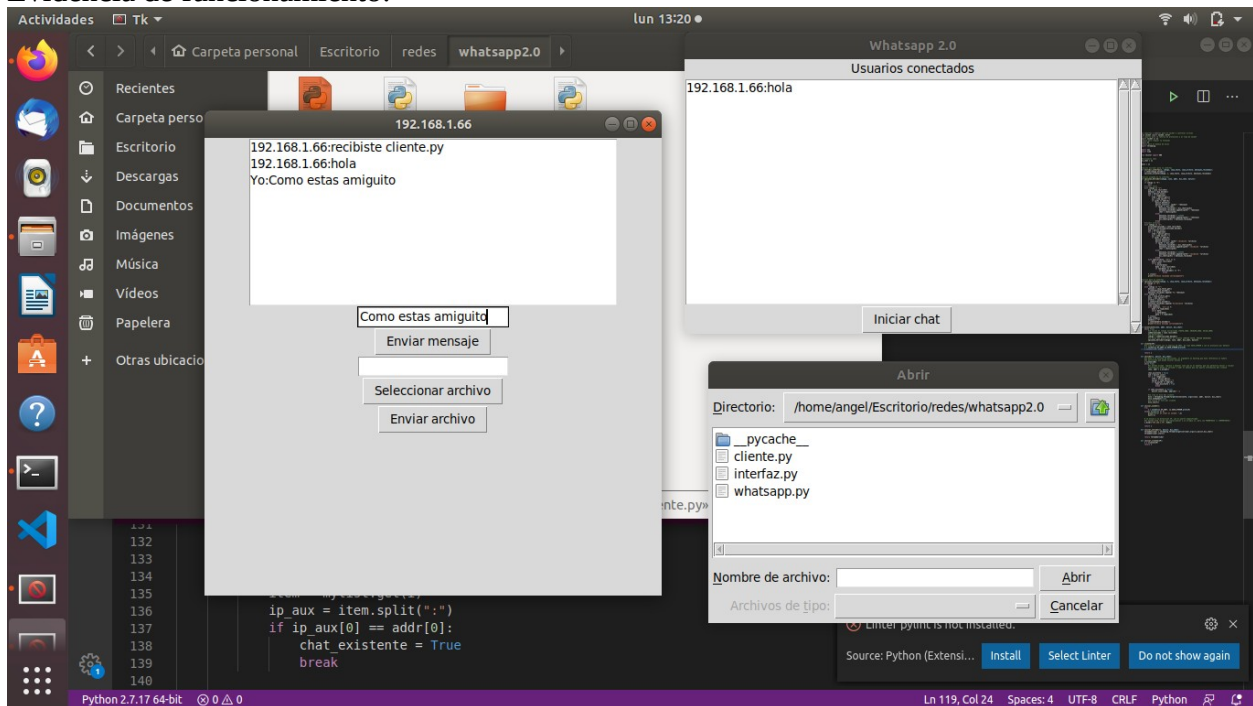 Actividades Tk lun 13:20
Carpeta personal Escritorio redes whatsapp2.0
Recientes
Carpeta perso
Escritorio
Descargas
Documentos
Imágenes
Música
Vídeos
Papelera
Otras ubicacio
192.168.1.66
192.168.1.66:recibiste cliente.py
192.168.1.66:hola
Yo:Como estas amiguito
Como estas amiguito
Enviar mensaje
Seleccionar archivo
Enviar archivo
Whatsapp 2.0
Usuarios conectados
192.168.1.66:hola
Iniciar chat
Abrir
Directorio: /home/angel/Escritorio/redes/whatsapp2.0
__pycache__
cliente.py
interfaz.py
whatsapp.py
Nombre de archivo: Abrir
Archivos de tipo: Cancelar
ente.py»
131
132
133
134
135
136 ip_aux = item.split(":")
137 if ip_aux[0] == addr[0]:
138 chat_existente = True
139 break
140
Linter pylint is not installed.
Source: Python (Extensi... Install Select Linter Do not show again
Python 2.7.17 64-bit 0 0 Ln 119, Col 24 Spaces: 4 UTF-8 CRLF Python